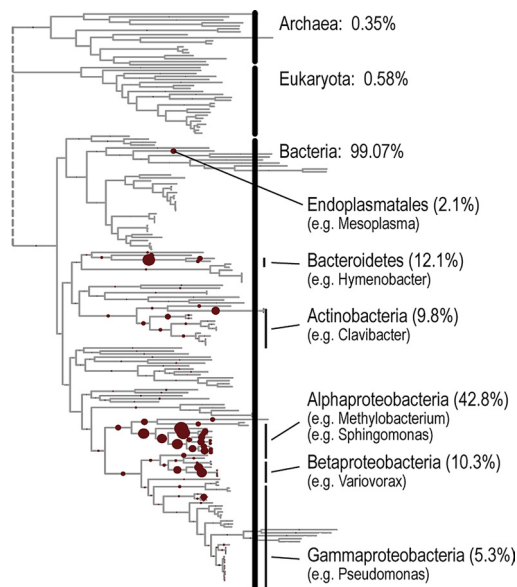 Archaea: 0.35%
Eukaryota: 0.58%
Bacteria: 99.07%
Endoplasmatales (2.1%)
(e.g. Mesoplasma)
Bacteroidetes (12.1%)
(e.g. Hymenobacter)
Actinobacteria (9.8%)
(e.g. Clavibacter)
Alphaproteobacteria (42.8%)
(e.g. Methylobacterium)
(e.g. Sphingomonas)
Betaproteobacteria (10.3%)
(e.g. Variovorax)
Gammaproteobacteria (5.3%)
(e.g. Pseudomonas)